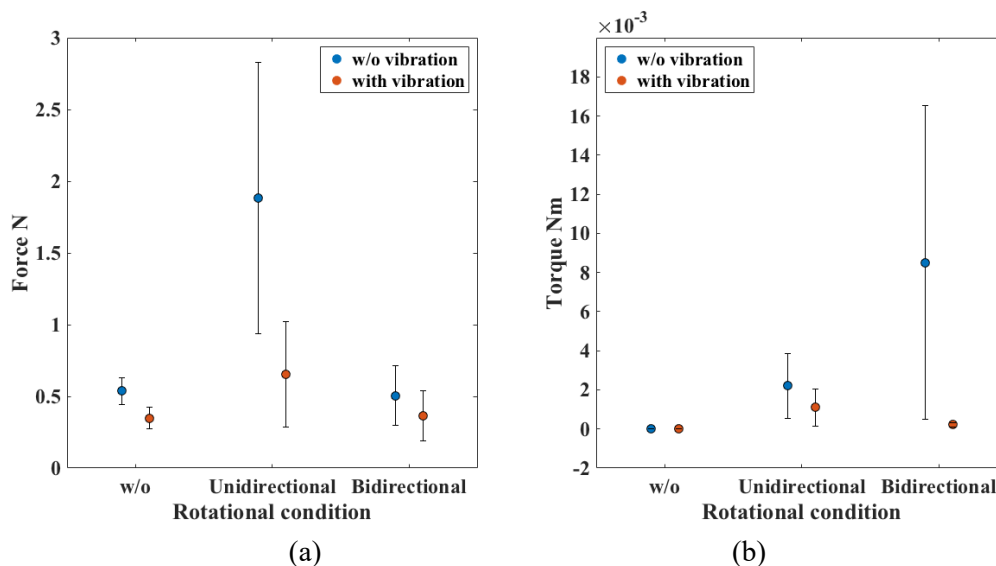 3
2.5
2
1.5
1
0.5
0
Force N
w/o vibration
with vibration
w/o Unidirectional Bidirectional
Rotational condition
(a)
×10-3
18
16
14
12
10
8
6
4
2
0
-2
Torque Nm
w/o vibration
with vibration
w/o Unidirectional Bidirectional
Rotational condition
(b)